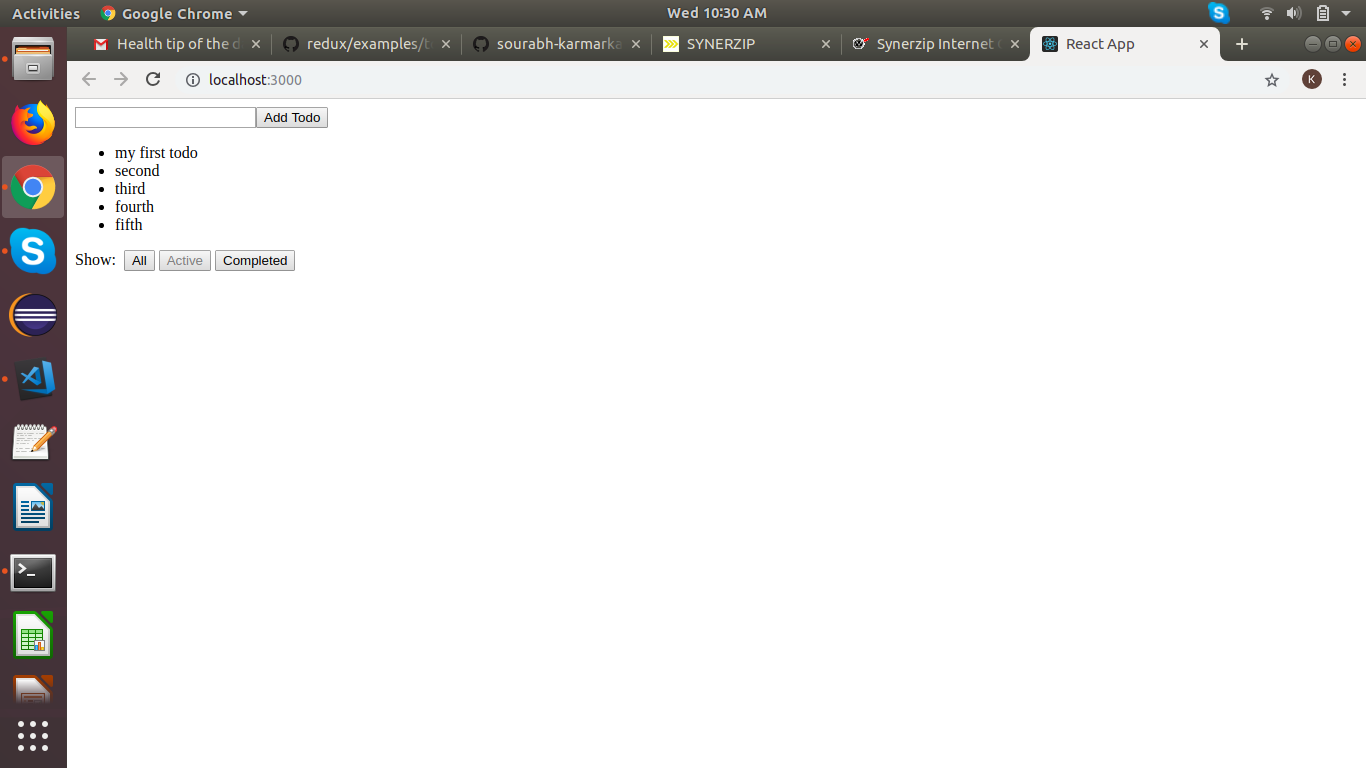 Activities Google Chrome Wed 10:30 AM
Health tip of the d redux/examples/t sourabh-karmarka SYNERZIP Synerzip Internet React App
localhost:3000 K
Add Todo
my first todo
second
third
fourth
fifth
Show: All Active Completed